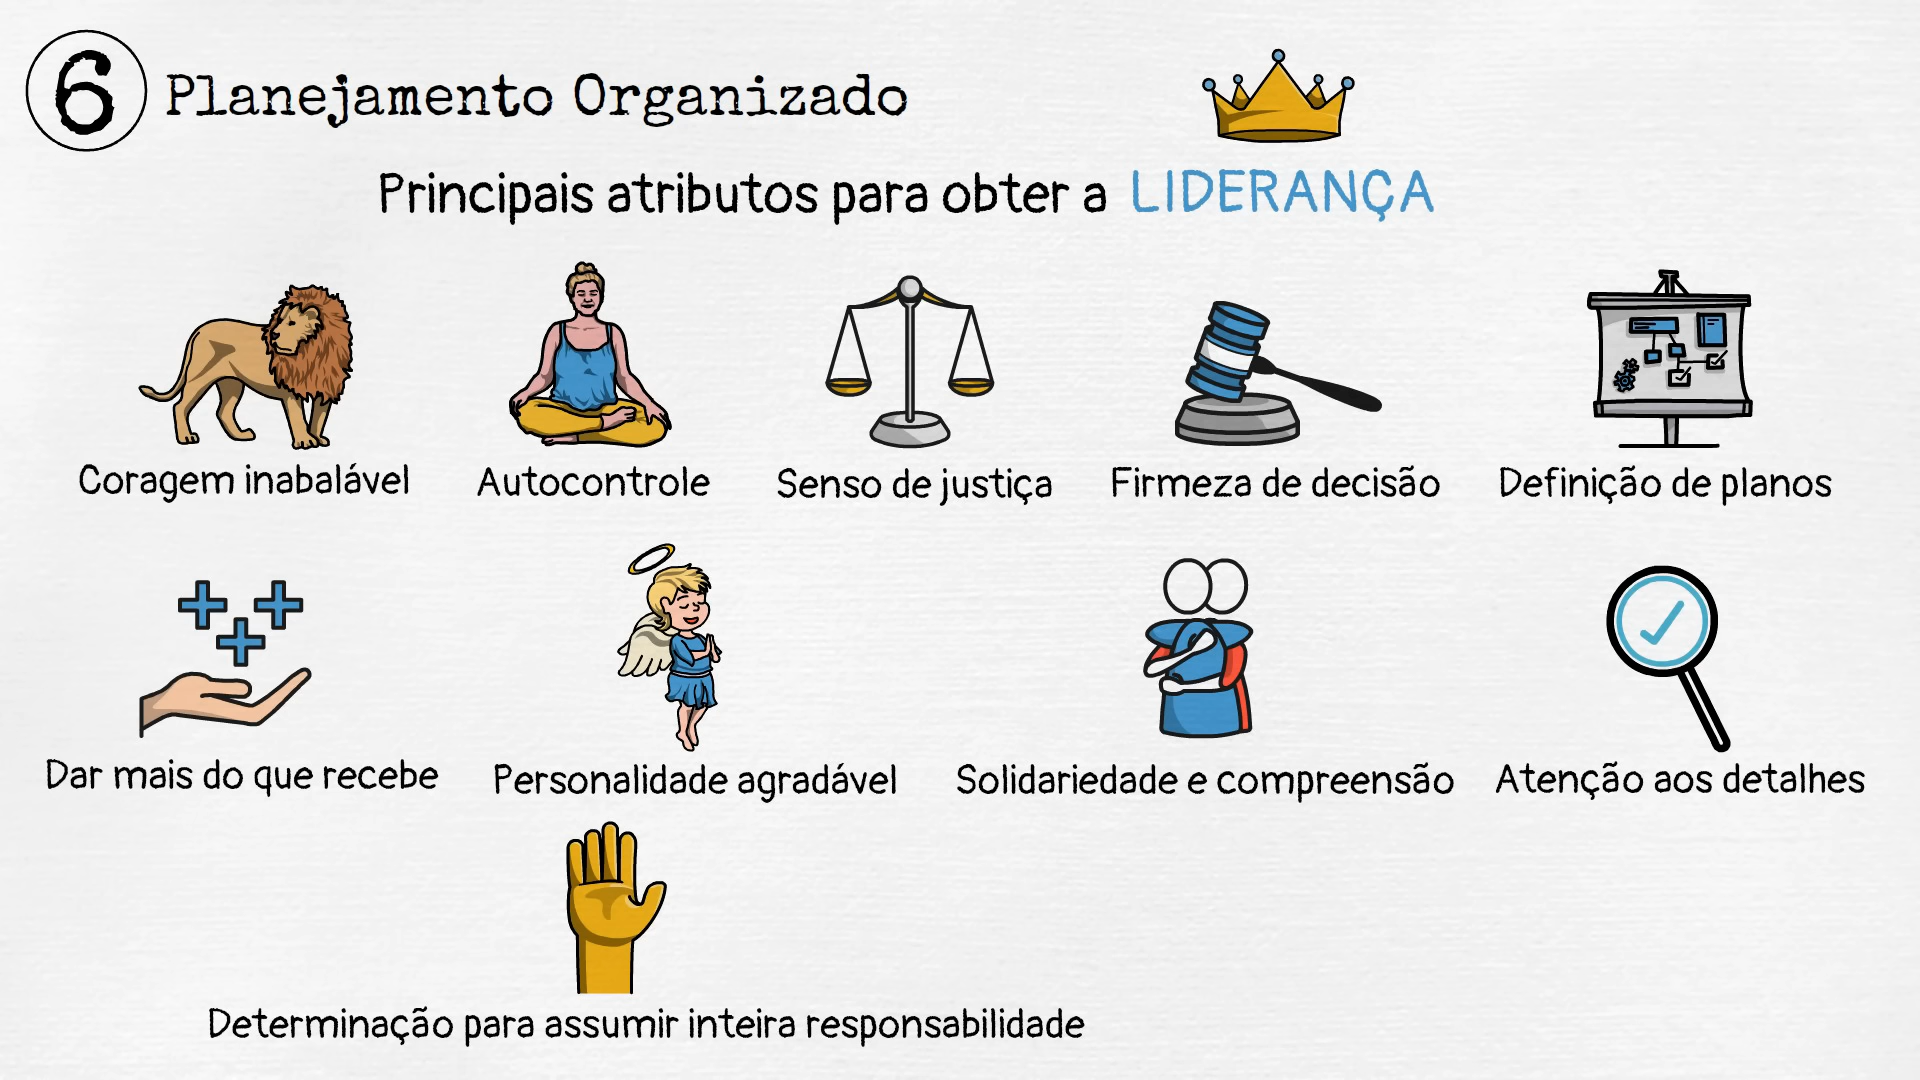 6 Planejamento Organizado
Principais atributos para obter a LIDERANÇA
Coragem inabalável
Autocontrole
Senso de justiça
Firmeza de decisão
Definição de planos
Dar mais do que recebe
Personalidade agradável
Solidariedade e compreensão
Atenção aos detalhes
Determinação para assumir inteira responsabilidade